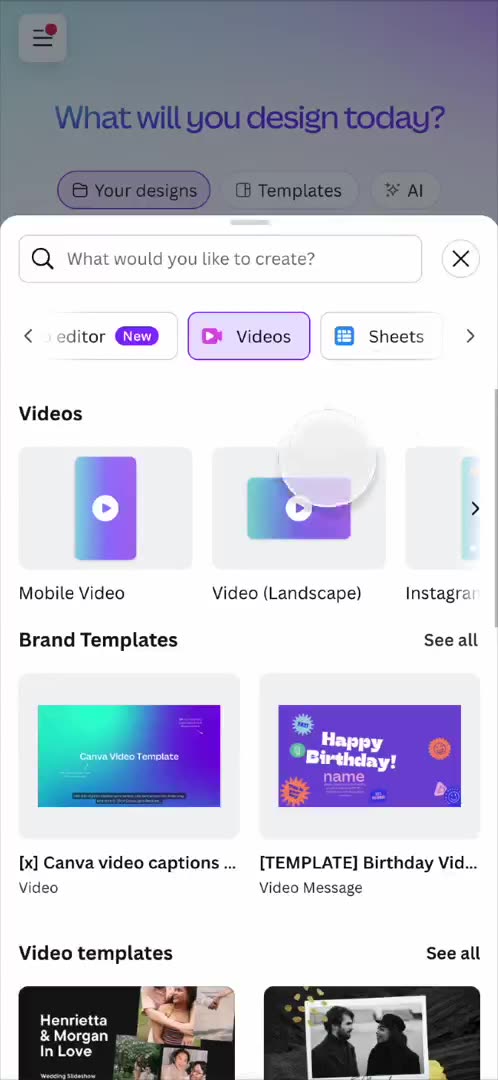 What will you design today?
Your designs
Templates
AI
What would you like to create?
editor New
Videos
Sheets
Videos
Mobile Video
Video (Landscape)
Instagram
Brand Templates
See all
Canva Video Template
Happy
Birthday!
name
[x] Canva video captions ...
[TEMPLATE] Birthday Vid...
Video
Video Message
Video templates
See all
Henrietta
& Morgan
In Love
Wedding Slideshow